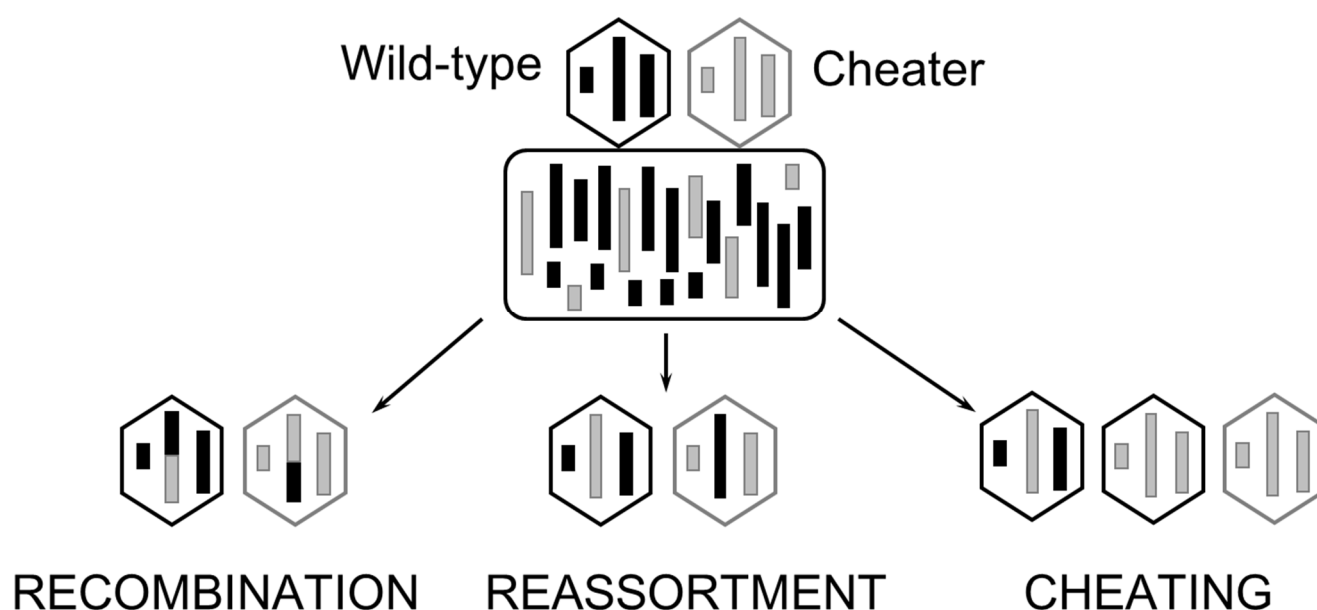 Wild-type
Cheater
RECOMBINATION
REASSORTMENT
CHEATING